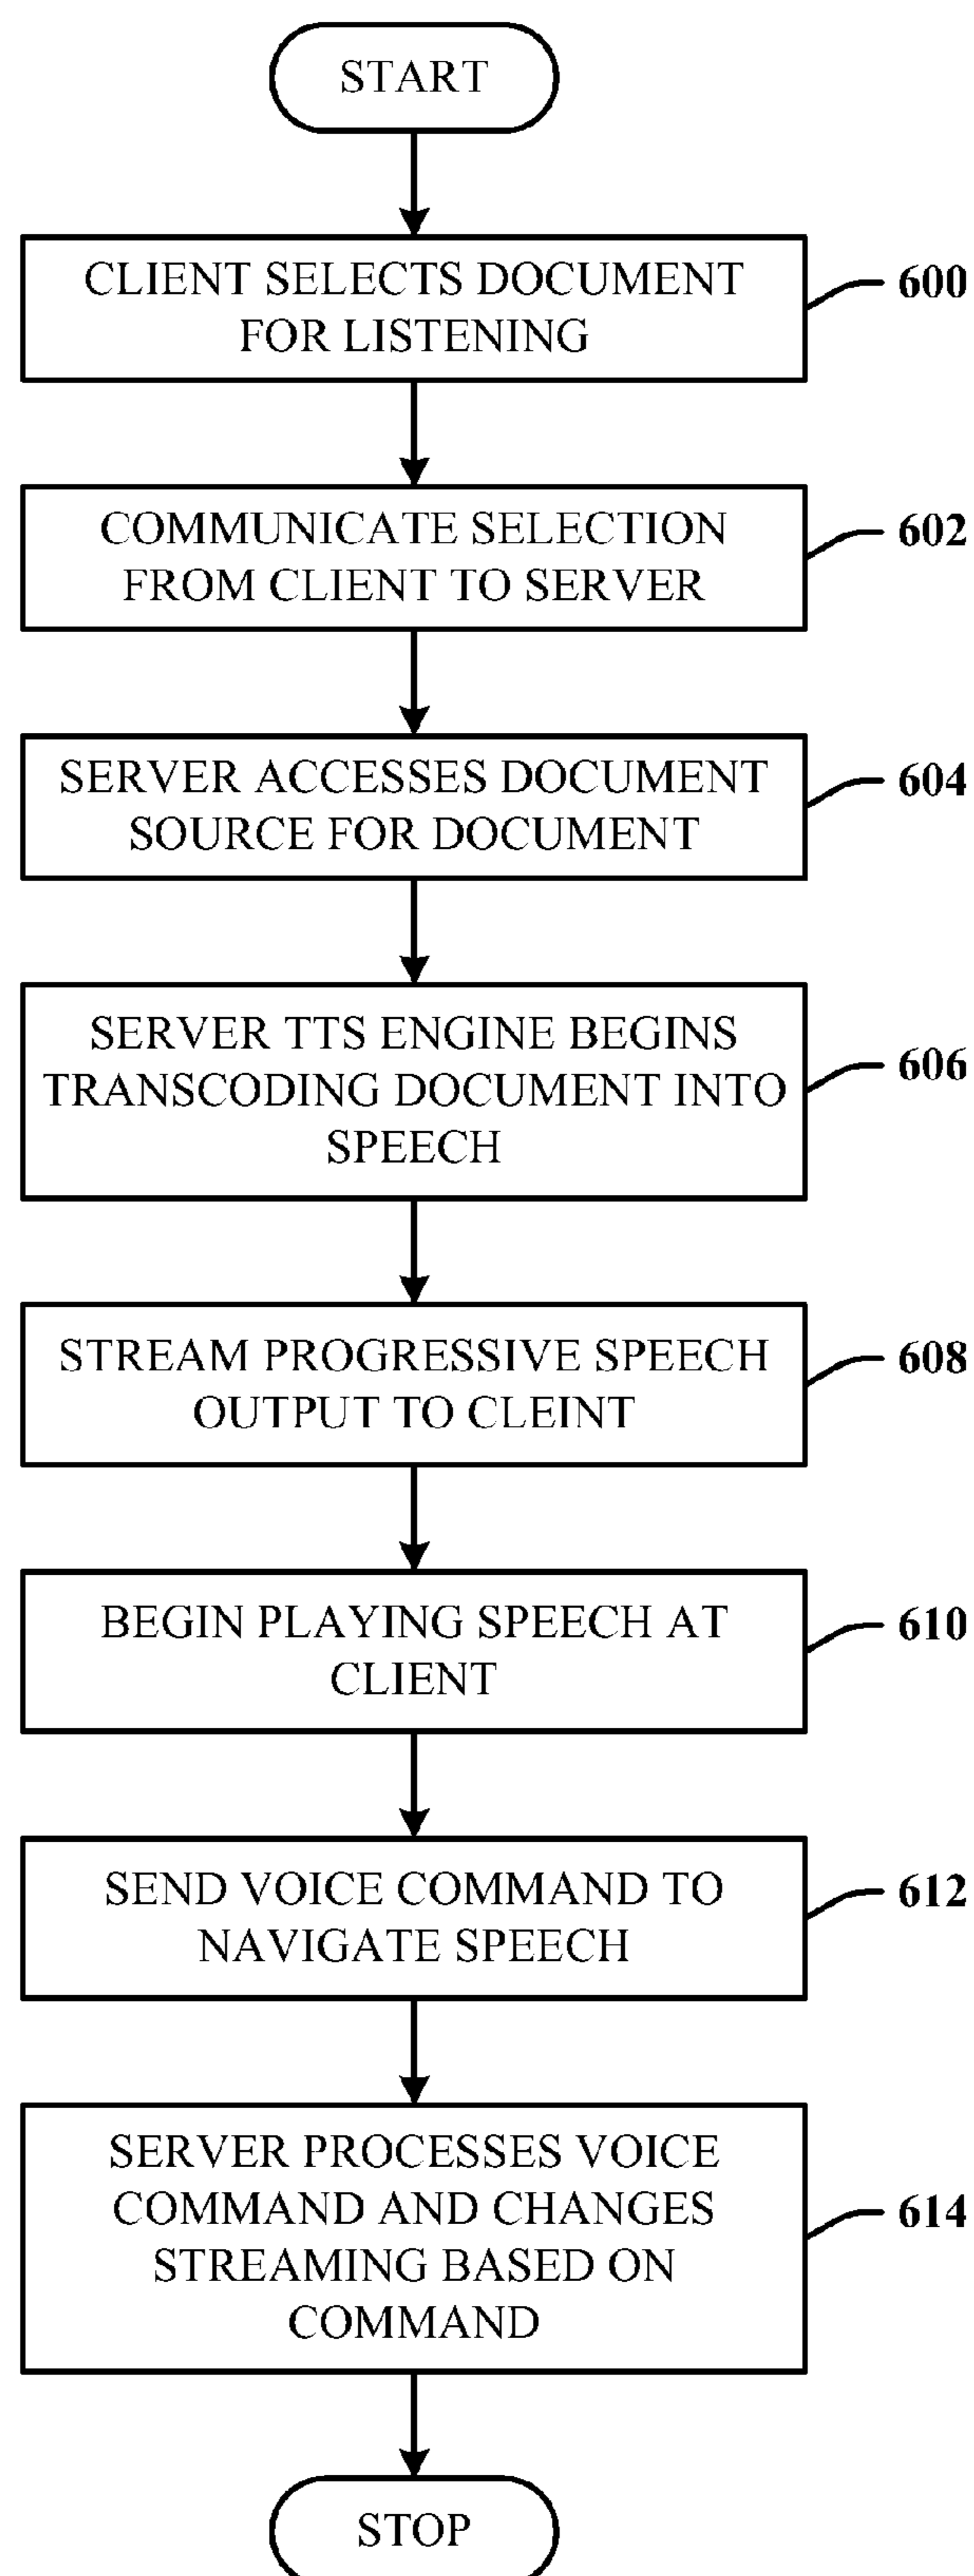 START
CLIENT SELECTS DOCUMENT
FOR LISTENING
600
COMMUNICATE SELECTION
FROM CLIENT TO SERVER
602
SERVER ACCESSES DOCUMENT
SOURCE FOR DOCUMENT
604
SERVER TTS ENGINE BEGINS
TRANSCODING DOCUMENT INTO
SPEECH
606
STREAM PROGRESSIVE SPEECH
OUTPUT TO CLEINT
608
BEGIN PLAYING SPEECH AT
CLIENT
610
SEND VOICE COMMAND TO
NAVIGATE SPEECH
612
SERVER PROCESSES VOICE
COMMAND AND CHANGES
STREAMING BASED ON
COMMAND
614
STOP